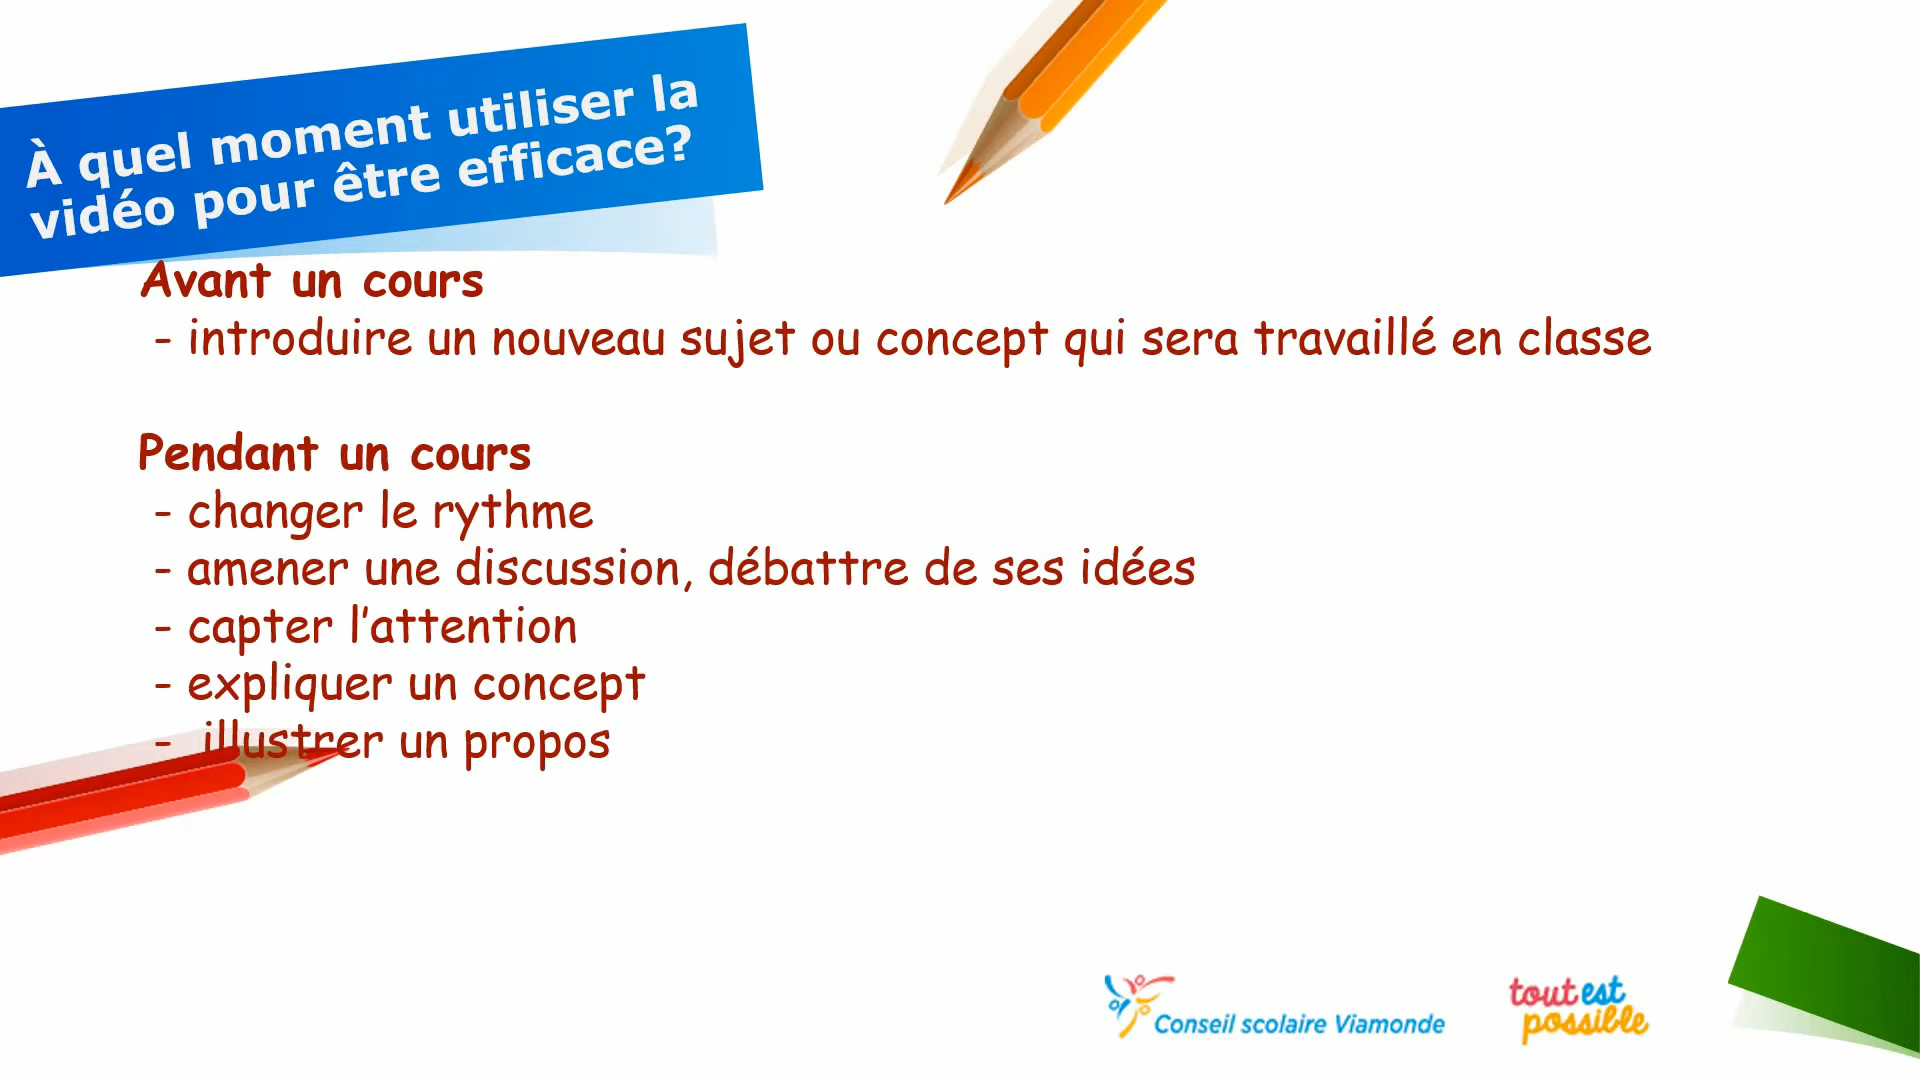 À quel moment utiliser la
vidéo pour être efficace?
Avant un cours
- introduire un nouveau sujet ou concept qui sera travaillé en classe
Pendant un cours
- changer le rythme
- amener une discussion, débattre de ses idées
- capter l’attention
- expliquer un concept
- illustrer un propos
Conseil scolaire Viamonde
tout est
possible